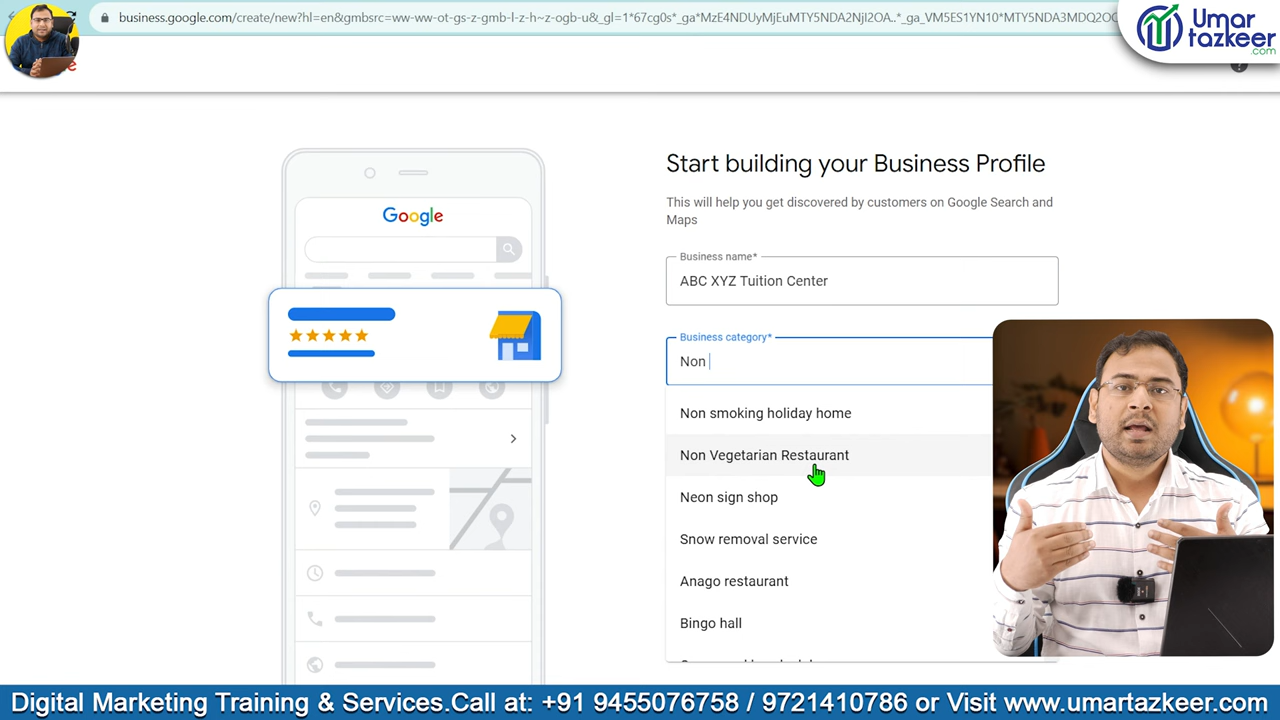 business.google.com/create/new?hl=en&gmbsrc=ww-ww-ot-gs-z-gmb-l-z-h~z-ogb-u&_gl=1*67cg0s*
Umar
tazkeer
.com
Start building your Business Profile
This will help you get discovered by customers on Google Search and
Maps
Google
Business name*
ABC XYZ Tuition Center
Business category*
Non
Non smoking holiday home
Non Vegetarian Restaurant
Neon sign shop
Snow removal service
Anago restaurant
Bingo hall
Digital Marketing Training & Services.Call at: +91 9455076758 / 9721410786 or Visit www.umartazkeer.com